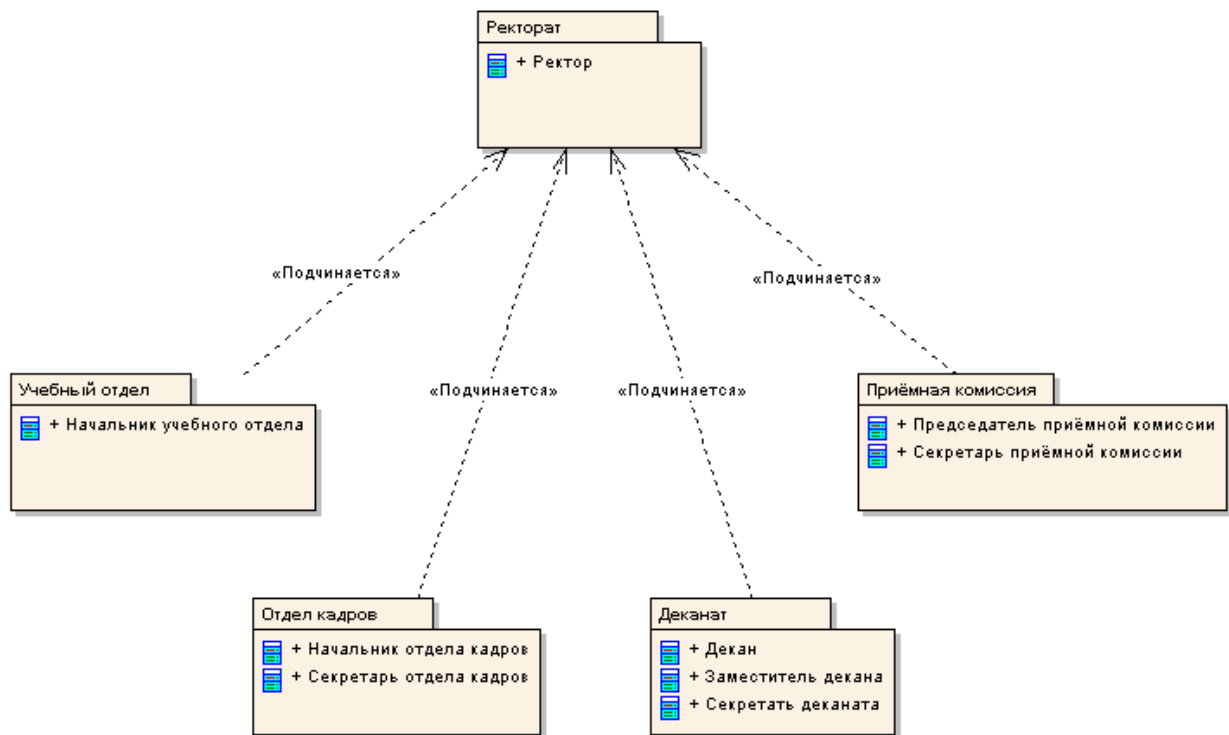 Ректорат
+ Ректор
«Подчиняется»
«Подчиняется»
«Подчиняется»
«Подчиняется»
Учебный отдел
+ Начальник учебного отдела
Приёмная комиссия
+ Председатель приёмной комиссии
+ Секретарь приёмной комиссии
Отдел кадров
+ Начальник отдела кадров
+ Секретарь отдела кадров
Деканат
+ Декан
+ Заместитель декана
+ Секретать деканата